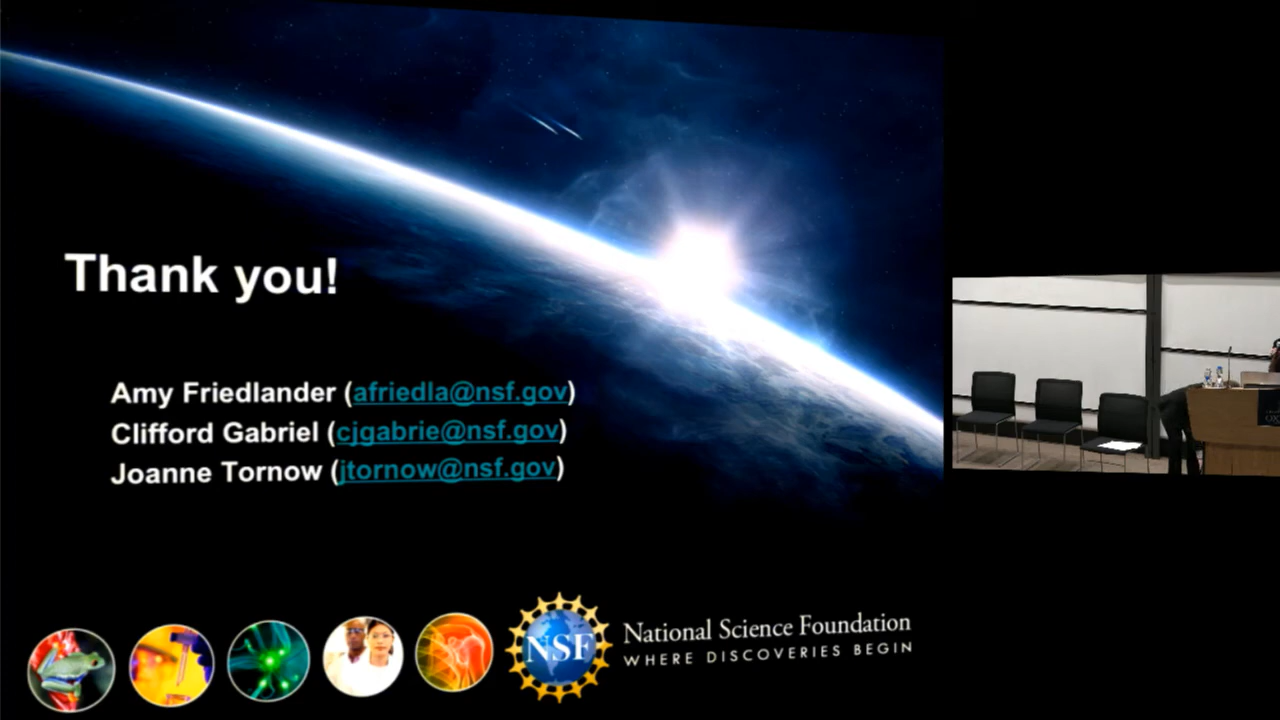 Thank you!
Amy Friedlander (afriedla@nsf.gov)
Clifford Gabriel (cjgabrie@nsf.gov)
Joanne Tornow (jtornow@nsf.gov)
NSF
National Science Foundation
WHERE DISCOVERIES BEGIN